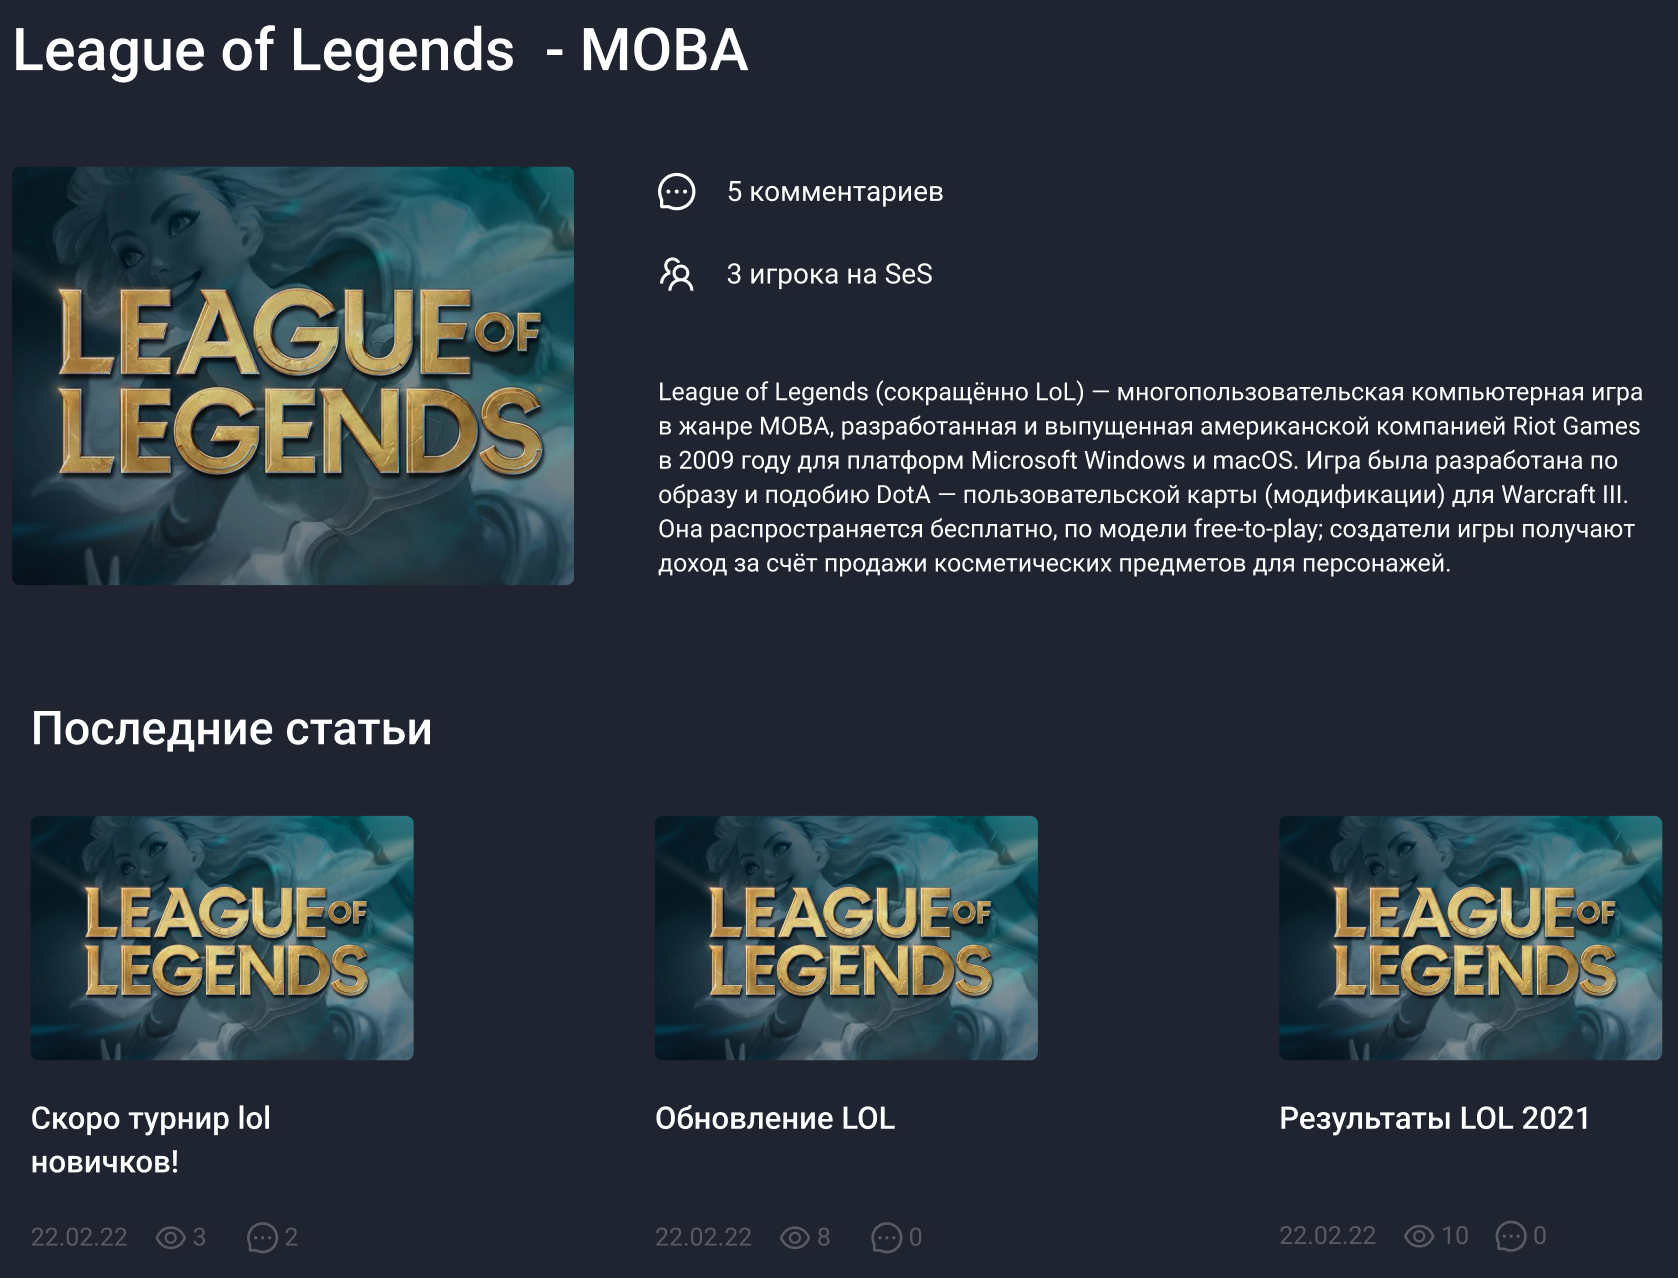 League of Legends - MOBA
LEAGUE OF
LEGENDS
5 комментариев
3 игрока на SeS
League of Legends (сокращённо LoL) — многопользовательская компьютерная игра
в жанре MOBA, разработанная и выпущенная американской компанией Riot Games
в 2009 году для платформ Microsoft Windows и macOS. Игра была разработана по
образу и подобию DotA — пользовательской карты (модификации) для Warcraft III.
Она распространяется бесплатно, по модели free-to-play; создатели игры получают
доход за счёт продажи косметических предметов для персонажей.
Последние статьи
LEAGUE OF
LEGENDS
Скоро турнир lol
новичков!
22.02.22 3 2
LEAGUE OF
LEGENDS
Обновление LOL
22.02.22 8 0
LEAGUE OF
LEGENDS
Результаты LOL 2021
22.02.22 10 0